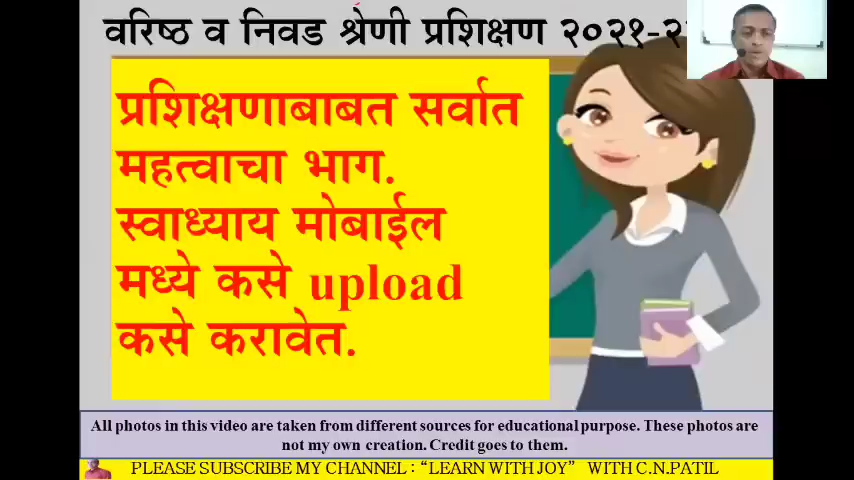 वरिष्ठ व निवड श्रेणी प्रशिक्षण २०२१-२
प्रशिक्षणाबाबत सर्वात
महत्वाचा भाग.
स्वाध्याय मोबाईल
मध्ये कसे upload
कसे करावेत.
All photos in this video are taken from different sources for educational purpose. These photos are
not my own creation. Credit goes to them.
PLEASE SUBSCRIBE MY CHANNEL : “LEARN WITH JOY” WITH C.N.PATIL